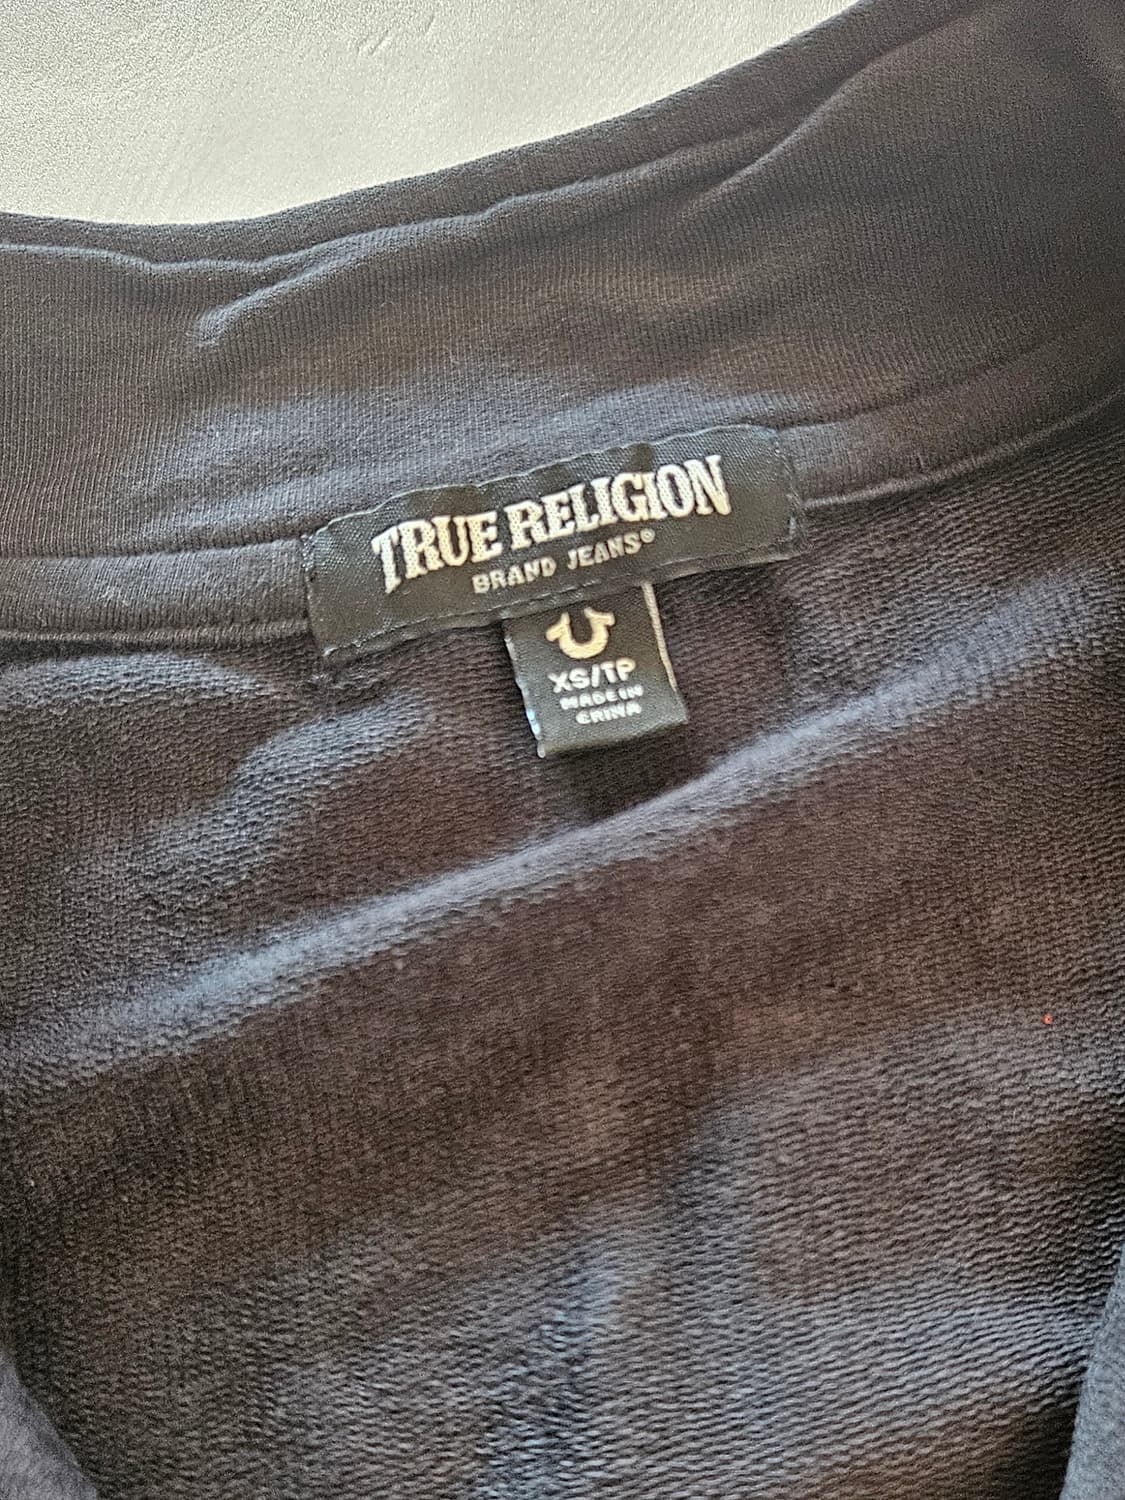 TRUE RELIGION
BRAND JEANS®
XS/TP
MADE IN
CHINA